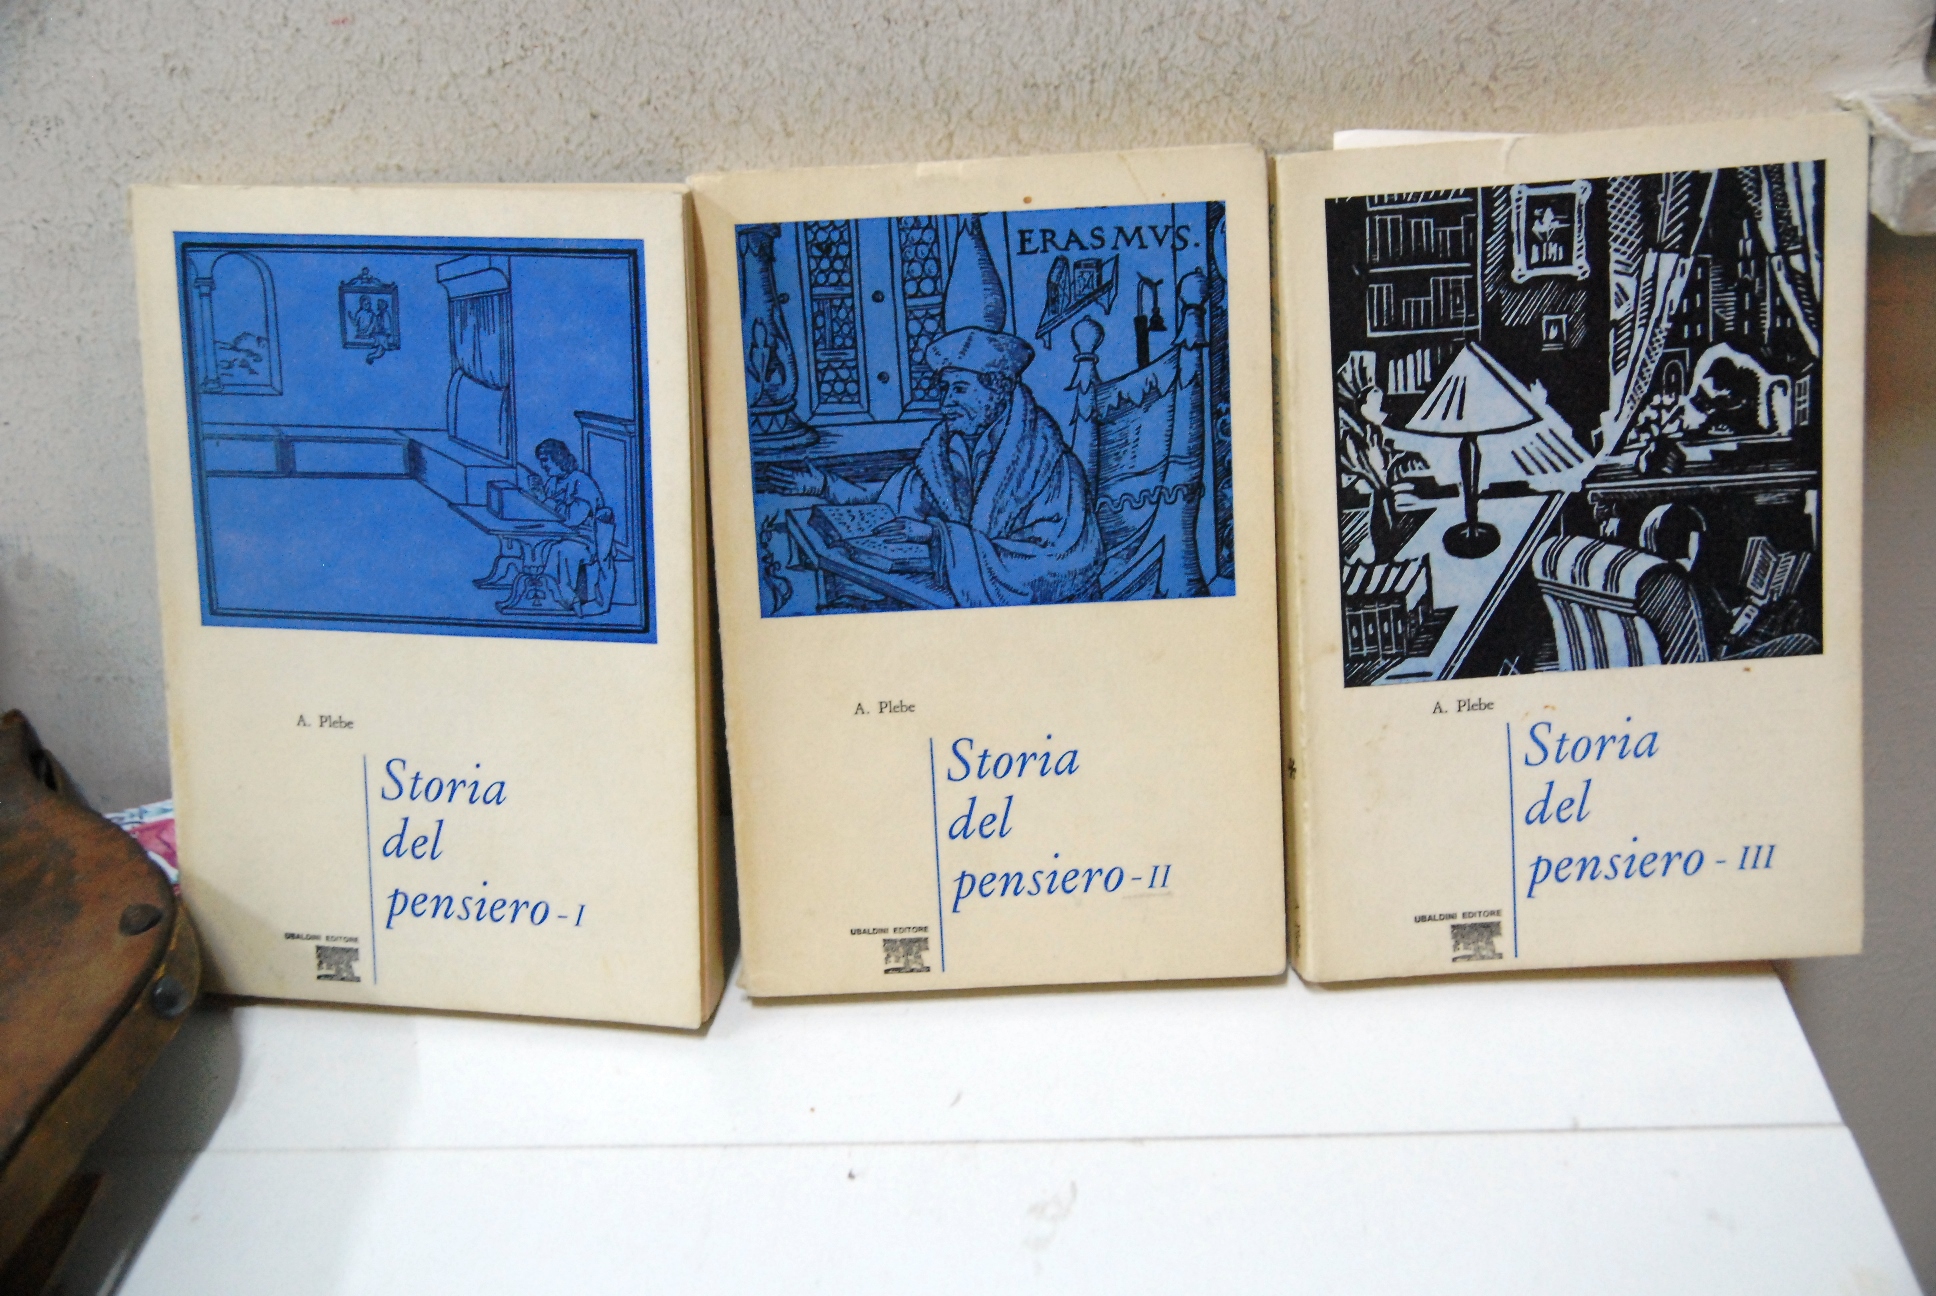 A. Plebe
Storia
del
pensiero - I
UBALDINI EDITORE
ERASMVS.
A. Plebe
Storia
del
pensiero - II
UBALDINI EDITORE
A. Plebe
Storia
del
pensiero - III
UBALDINI EDITORE